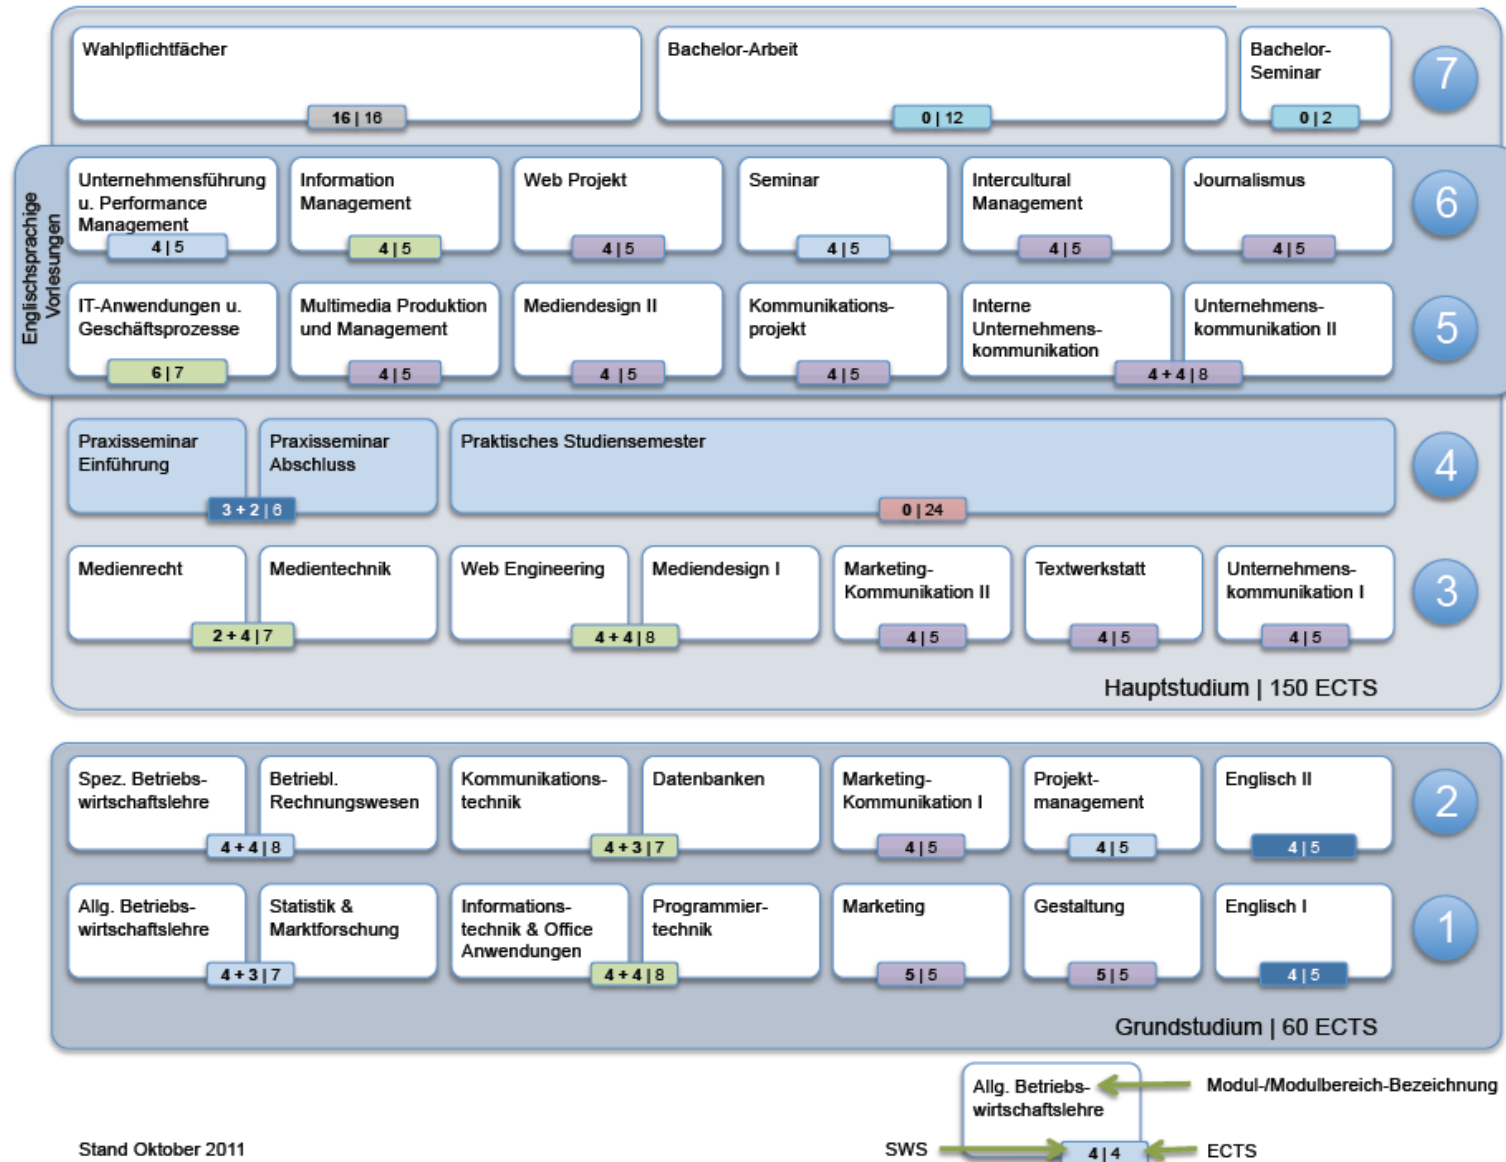 Wahlpflichtfächer
16 | 16
Bachelor-Arbeit
0 | 12
Bachelor-
Seminar
0 | 2
7
Englischsprachige
Vorlesungen
Unternehmensführung
u. Performance
Management
4 | 5
Information
Management
4 | 5
Web Projekt
4 | 5
Seminar
4 | 5
Intercultural
Management
4 | 5
Journalismus
4 | 5
6
IT-Anwendungen u.
Geschäftsprozesse
6 | 7
Multimedia Produktion
und Management
4 | 5
Mediendesign II
4 | 5
Kommunikations-
projekt
4 | 5
Interne
Unternehmens-
kommunikation
Unternehmens-
kommunikation II
4 + 4 | 8
5
Praxisseminar
Einführung
Praxisseminar
Abschluss
3 + 2 | 6
Praktisches Studiensemester
0 | 24
4
Medienrecht
Medientechnik
2 + 4 | 7
Web Engineering
Mediendesign I
4 + 4 | 8
Marketing-
Kommunikation II
4 | 5
Textwerkstatt
4 | 5
Unternehmens-
kommunikation I
4 | 5
3
Hauptstudium | 150 ECTS
Spez. Betriebs-
wirtschaftslehre
Betriebl.
Rechnungswesen
4 + 4 | 8
Kommunikations-
technik
Datenbanken
4 + 3 | 7
Marketing-
Kommunikation I
4 | 5
Projekt-
management
4 | 5
Englisch II
4 | 5
2
Allg. Betriebs-
wirtschaftslehre
Statistik &
Marktforschung
4 + 3 | 7
Informations-
technik & Office
Anwendungen
Programmier-
technik
4 + 4 | 8
Marketing
5 | 5
Gestaltung
5 | 5
Englisch I
4 | 5
1
Grundstudium | 60 ECTS
Allg. Betriebs-
wirtschaftslehre
Modul-/Modulbereich-Bezeichnung
Stand Oktober 2011
SWS
4 | 4
ECTS